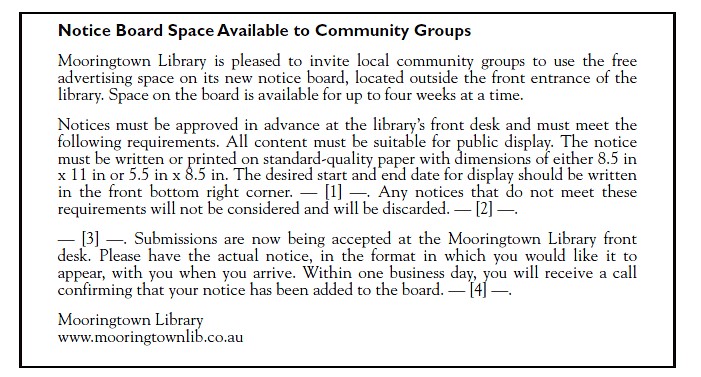 Notice Board Space Available to Community Groups
Mooringtown Library is pleased to invite local community groups to use the free
advertising space on its new notice board, located outside the front entrance of the
library. Space on the board is available for up to four weeks at a time.
Notices must be approved in advance at the library's front desk and must meet the
following requirements. All content must be suitable for public display. The notice
must be written or printed on standard-quality paper with dimensions of either 8.5 in
x 11 in or 5.5 in x 8.5 in. The desired start and end date for display should be written
in the front bottom right corner. — [1] —. Any notices that do not meet these
requirements will not be considered and will be discarded. — [2] —.
— [3] —. Submissions are now being accepted at the Mooringtown Library front
desk. Please have the actual notice, in the format in which you would like it to
appear, with you when you arrive. Within one business day, you will receive a call
confirming that your notice has been added to the board. — [4] —.
Mooringtown Library
www.mooringtownlib.co.au